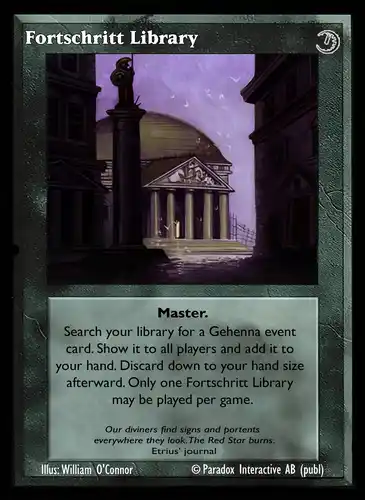 Fortschritt Library
Master.
Search your library for a Gehenna event
card. Show it to all players and add it to
your hand. Discard down to your hand size
afterward. Only one Fortschritt Library
may be played per game.
Our diviners find signs and portents
everywhere they look. The Red Star burns.
Etrius' journal
Illus: William O'Connor © Paradox Interactive AB (publ)